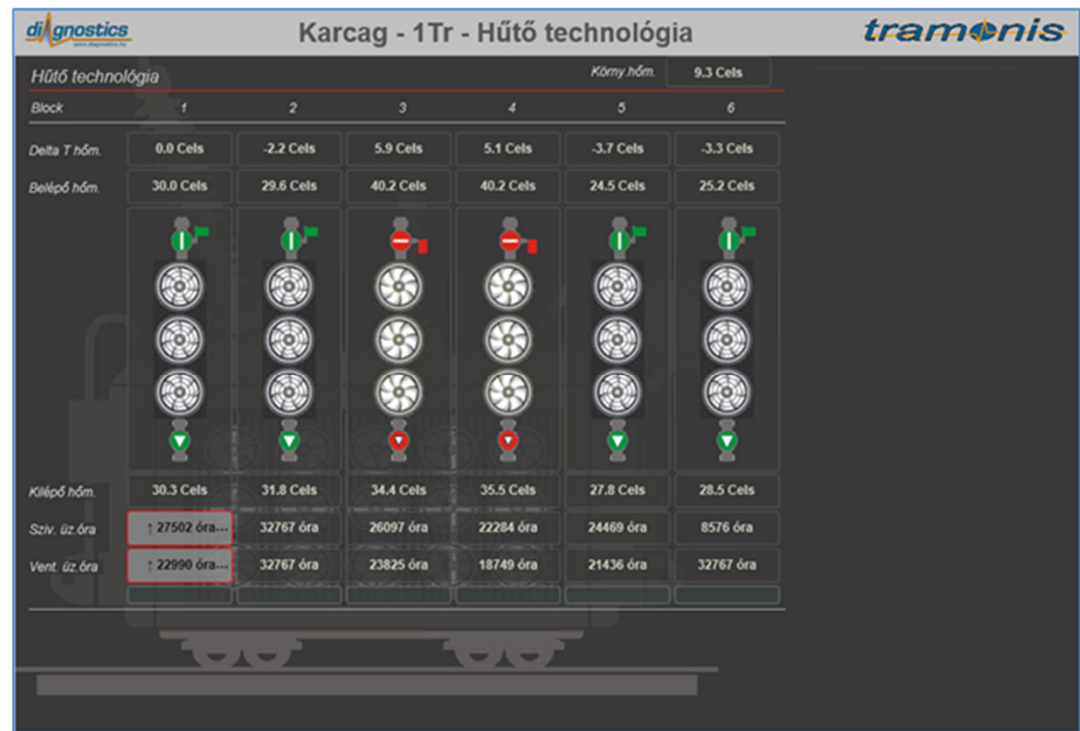 diagnostics
www.diagnostics.hu
Karcag - 1Tr - Hűtő technológia
tramonis
Hűtő technológia
Körny.hőm. 9.3 Cels
Block 1 2 3 4 5 6
Delta T hőm. 0.0 Cels -2.2 Cels 5.9 Cels 5.1 Cels -3.7 Cels -3.3 Cels
Belépő hőm. 30.0 Cels 29.6 Cels 40.2 Cels 40.2 Cels 24.5 Cels 25.2 Cels
Kilépő hőm. 30.3 Cels 31.8 Cels 34.4 Cels 35.5 Cels 27.8 Cels 28.5 Cels
Sziv. üz.óra ↑ 27502 óra... 32767 óra 26097 óra 22284 óra 24469 óra 8576 óra
Vent. üz.óra ↑ 22990 óra... 32767 óra 23825 óra 18749 óra 21436 óra 32767 óra